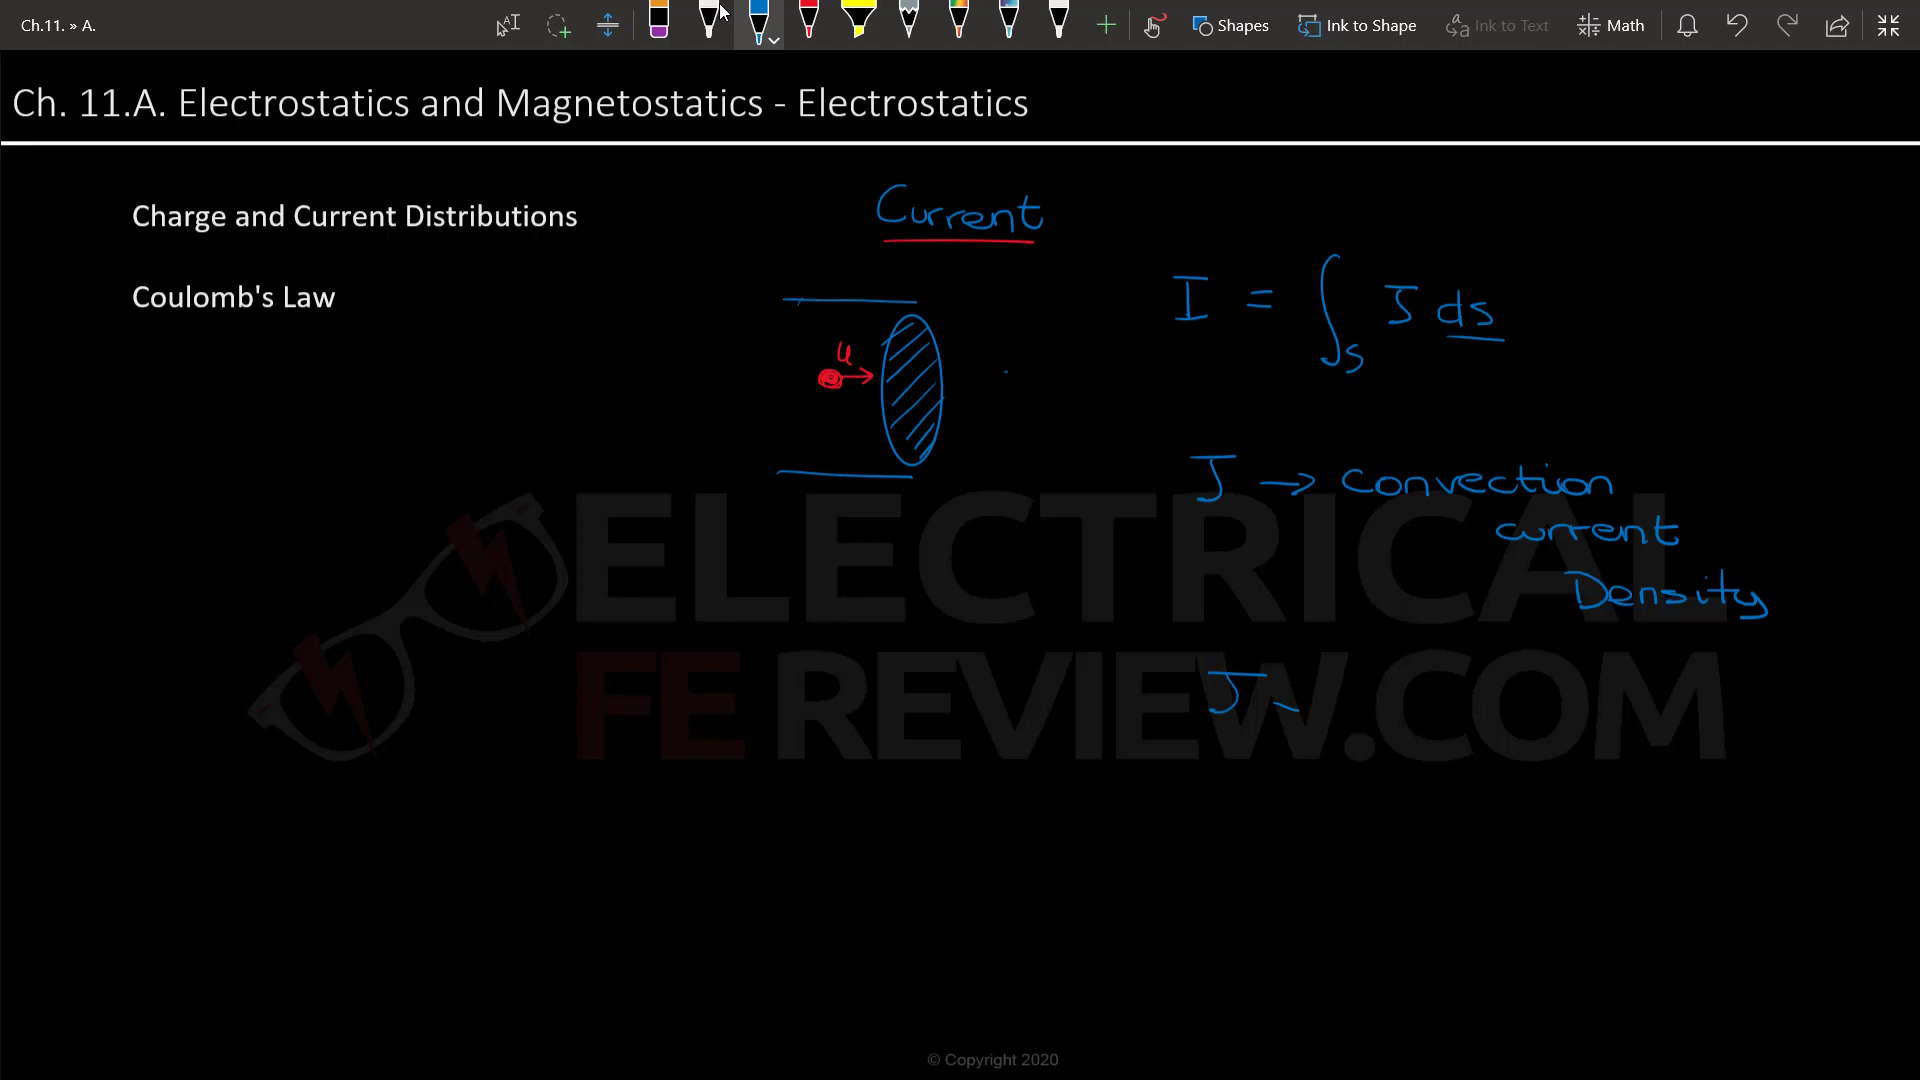 Ch.11. » A.
Shapes
Ink to Shape
Ink to Text
Math
Ch. 11.A. Electrostatics and Magnetostatics - Electrostatics
Charge and Current Distributions
Current
Coulomb's Law
I = ∫S J ds
u
J → convection
current
Density
ELECTRICAL
FE REVIEW.COM
J ~
© Copyright 2020